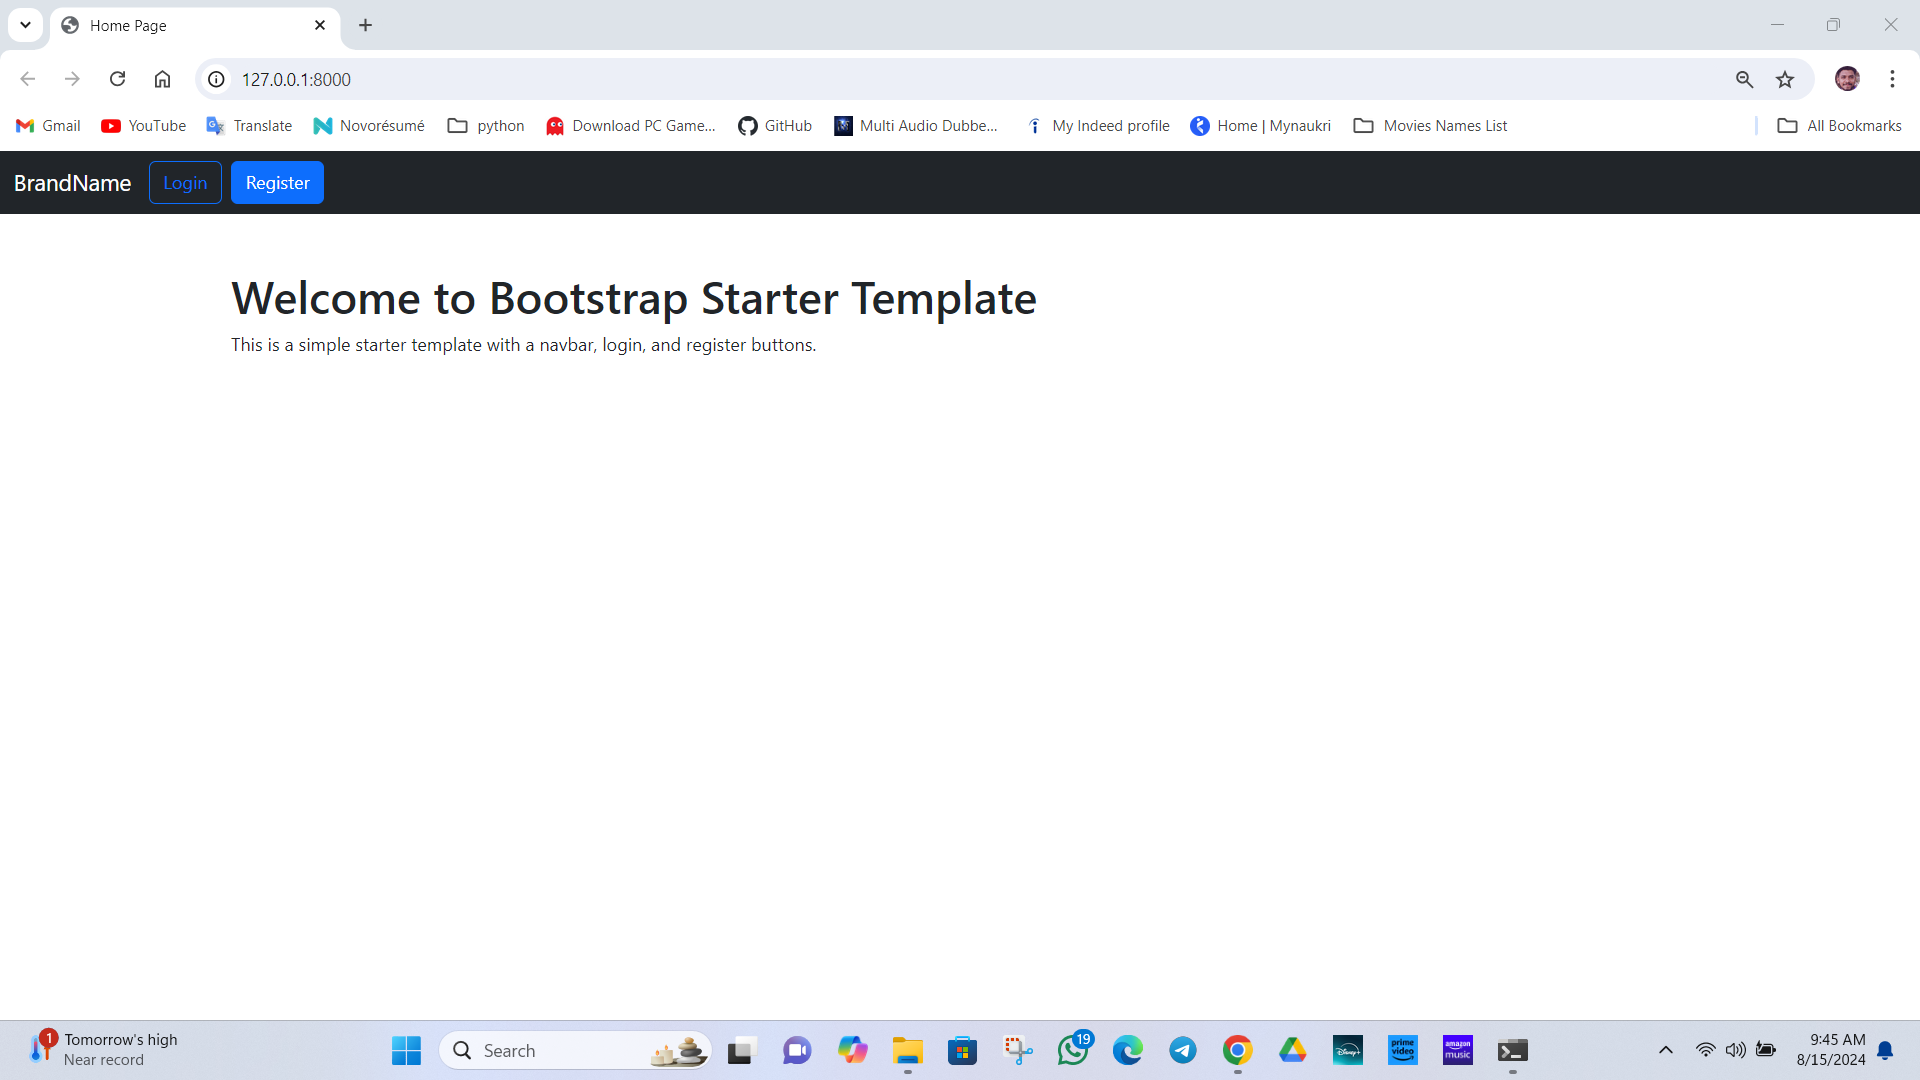 Home Page
127.0.0.1:8000
Gmail YouTube Translate Novorésumé python Download PC Game... GitHub Multi Audio Dubbe... My Indeed profile Home | Mynaukri Movies Names List All Bookmarks
BrandName Login Register
Welcome to Bootstrap Starter Template
This is a simple starter template with a navbar, login, and register buttons.
1
Tomorrow's high
Near record
Search
19
Disney+
prime video
amazon music
9:45 AM
8/15/2024